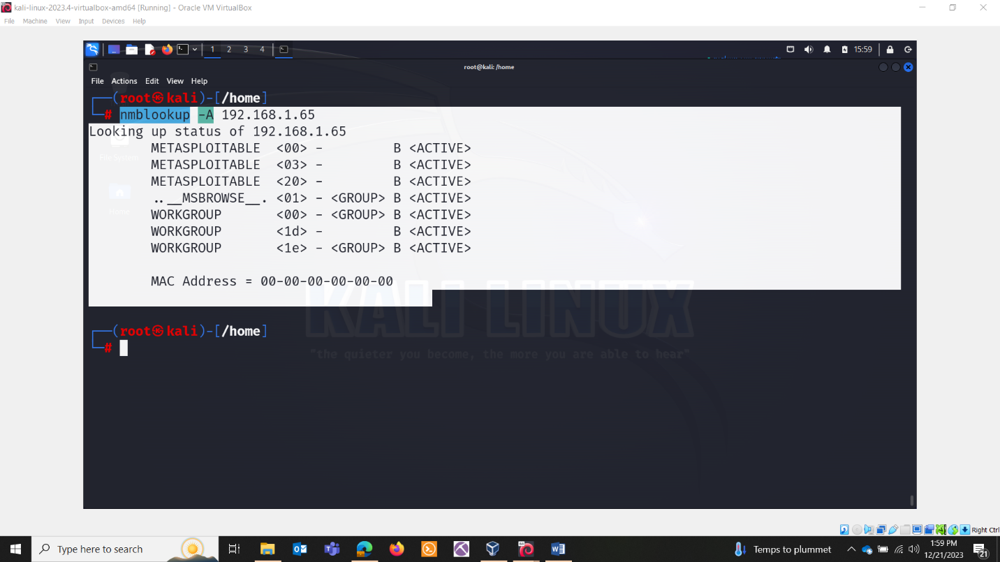 kali-linux-2023.4-virtualbox-amd64 [Running] - Oracle VM VirtualBox
File Machine View Input Devices Help
1 2 3 4 15:59
root@kali: /home
File Actions Edit View Help
┌──(root㉿kali)-[/home]
└─# nmblookup -A 192.168.1.65
Looking up status of 192.168.1.65
METASPLOITABLE <00> - B <ACTIVE>
METASPLOITABLE <03> - B <ACTIVE>
METASPLOITABLE <20> - B <ACTIVE>
..__MSBROWSE__. <01> - <GROUP> B <ACTIVE>
WORKGROUP <00> - <GROUP> B <ACTIVE>
WORKGROUP <1d> - B <ACTIVE>
WORKGROUP <1e> - <GROUP> B <ACTIVE>
MAC Address = 00-00-00-00-00-00
┌──(root㉿kali)-[/home]
└─#
File System
Home
KALI LINUX
"the quieter you become, the more you are able to hear"
Right Ctrl
Type here to search
Temps to plummet
1:59 PM
12/21/2023
21